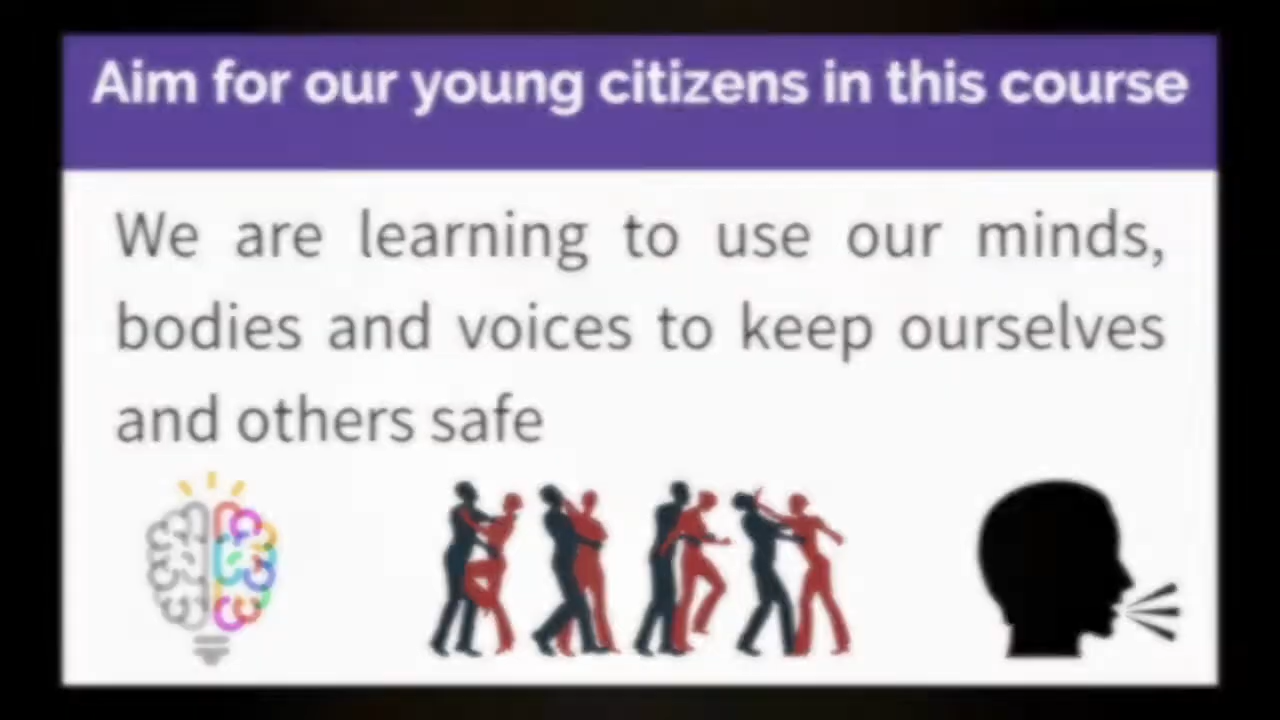 Aim for our young citizens in this course
We are learning to use our minds,
bodies and voices to keep ourselves
and others safe